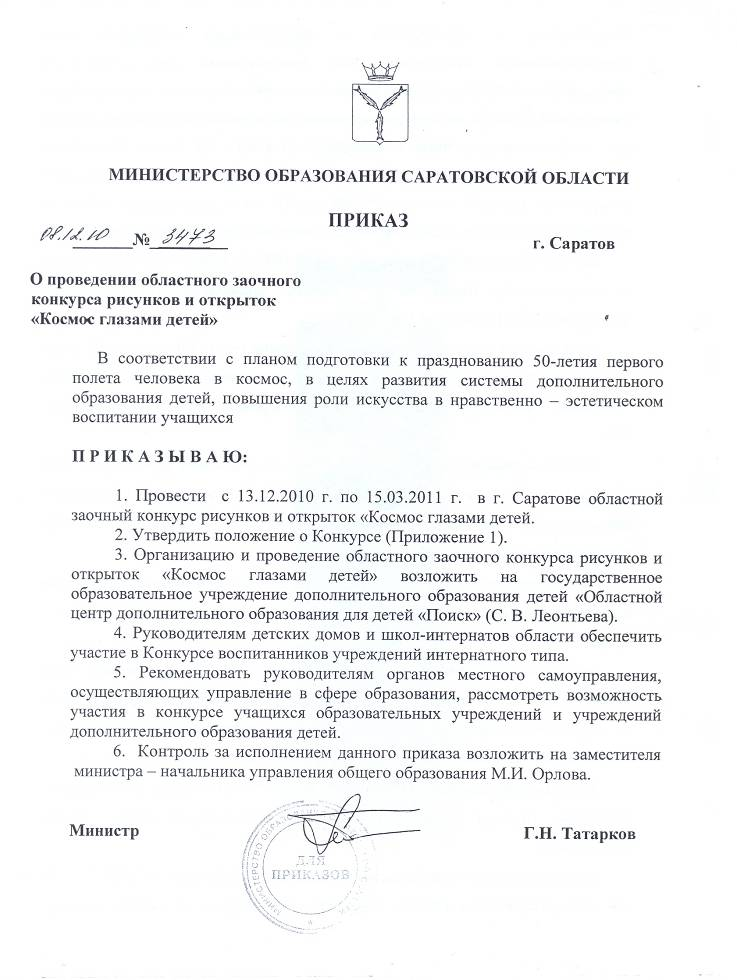 МИНИСТЕРСТВО ОБРАЗОВАНИЯ САРАТОВСКОЙ ОБЛАСТИ
ПРИКАЗ
08.12.10 № 3473
г. Саратов
О проведении областного заочного
конкурса рисунков и открыток
«Космос глазами детей»
В соответствии с планом подготовки к празднованию 50-летия первого
полета человека в космос, в целях развития системы дополнительного
образования детей, повышения роли искусства в нравственно – эстетическом
воспитании учащихся
П Р И К А З Ы В А Ю:
1. Провести с 13.12.2010 г. по 15.03.2011 г. в г. Саратове областной
заочный конкурс рисунков и открыток «Космос глазами детей.
2. Утвердить положение о Конкурсе (Приложение 1).
3. Организацию и проведение областного заочного конкурса рисунков и
открыток «Космос глазами детей» возложить на государственное
образовательное учреждение дополнительного образования детей «Областной
центр дополнительного образования для детей «Поиск» (С. В. Леонтьева).
4. Руководителям детских домов и школ-интернатов области обеспечить
участие в Конкурсе воспитанников учреждений интернатного типа.
5. Рекомендовать руководителям органов местного самоуправления,
осуществляющих управление в сфере образования, рассмотреть возможность
участия в конкурсе учащихся образовательных учреждений и учреждений
дополнительного образования детей.
6. Контроль за исполнением данного приказа возложить на заместителя
министра – начальника управления общего образования М.И. Орлова.
Министр
Г.Н. Татарков
МИНИСТЕРСТВО ОБРАЗОВАНИЯ
ДЛЯ
ПРИКАЗОВ